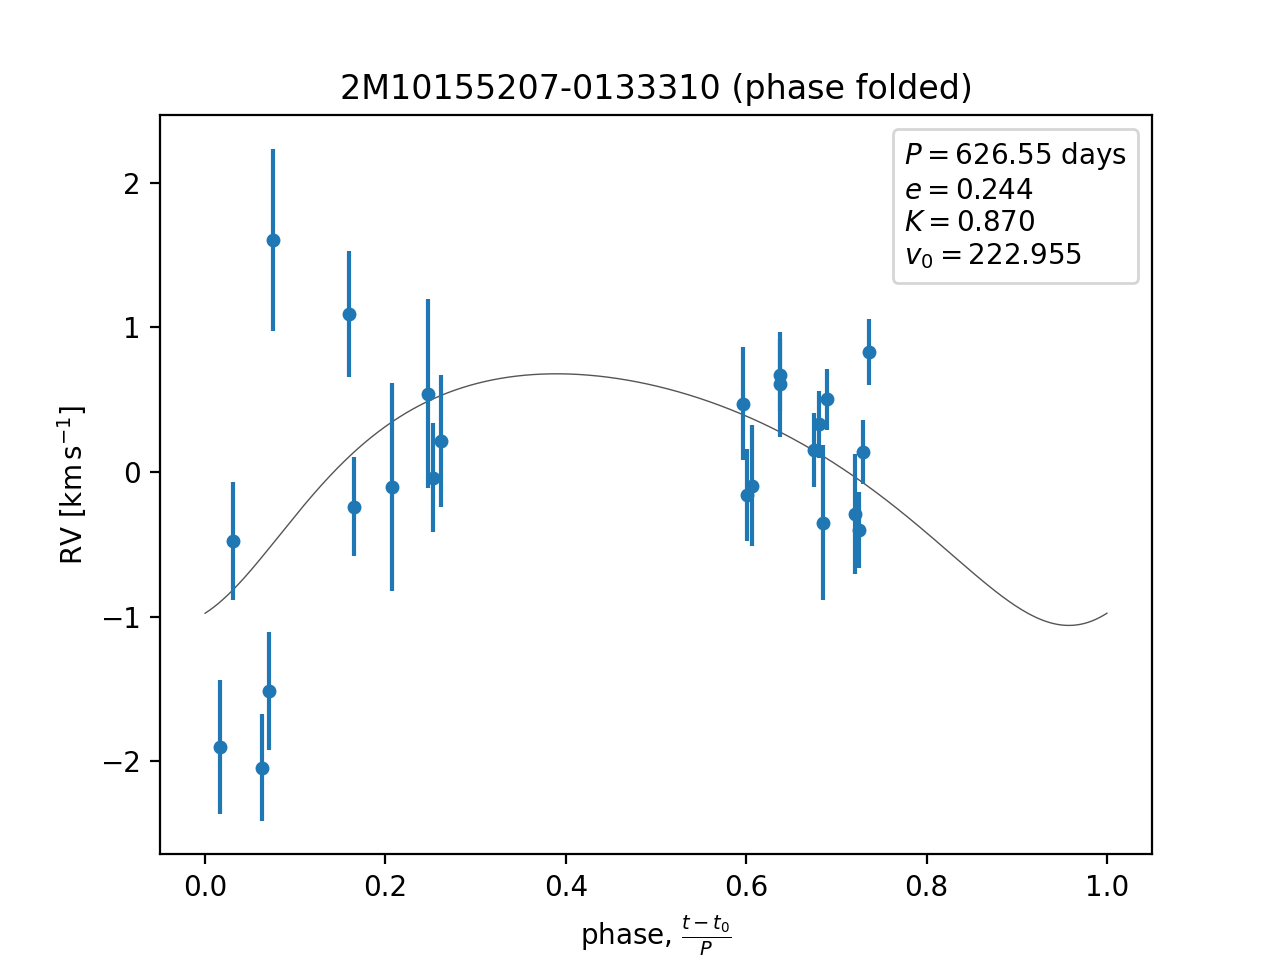 2M10155207-0133310 (phase folded)
P = 626.55 days
e = 0.244
K = 0.870
v₀ = 222.955
2
1
0
−1
−2
RV [km s⁻¹]
0.0 0.2 0.4 0.6 0.8 1.0
phase, (t − t₀)/P